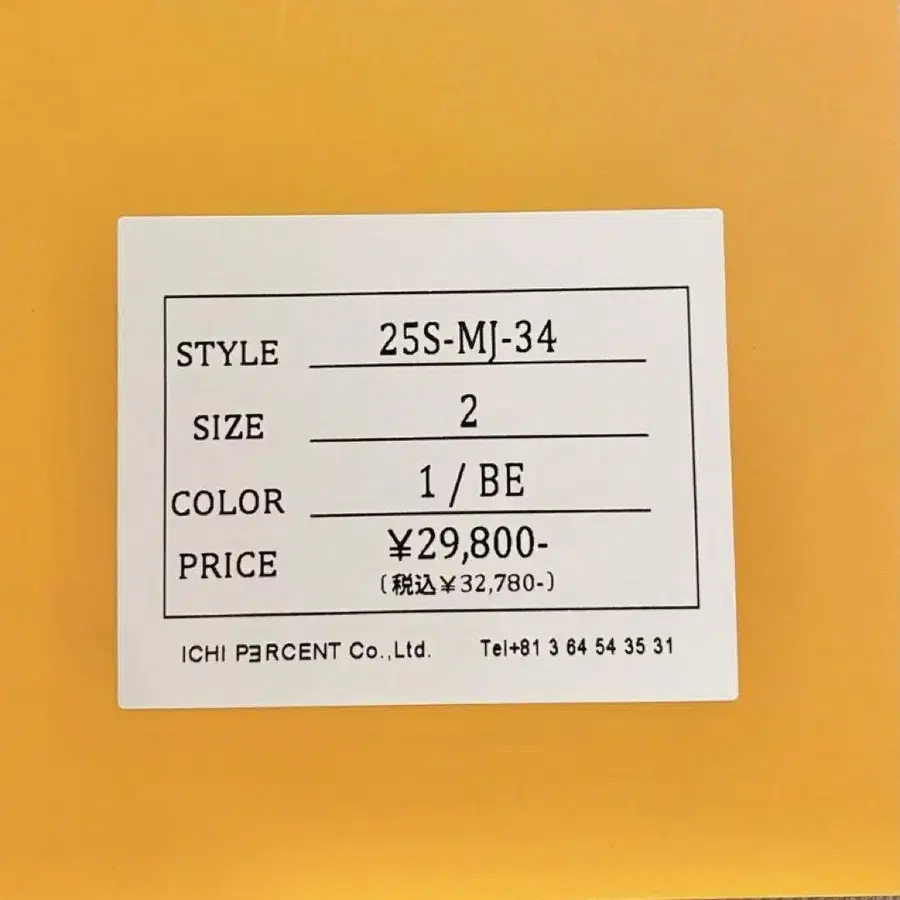 STYLE 25S-MJ-34
SIZE 2
COLOR 1 / BE
PRICE ¥29,800-
(税込¥32,780-)
ICHI PƎRCENT Co.,Ltd. Tel+81 3 64 54 35 31